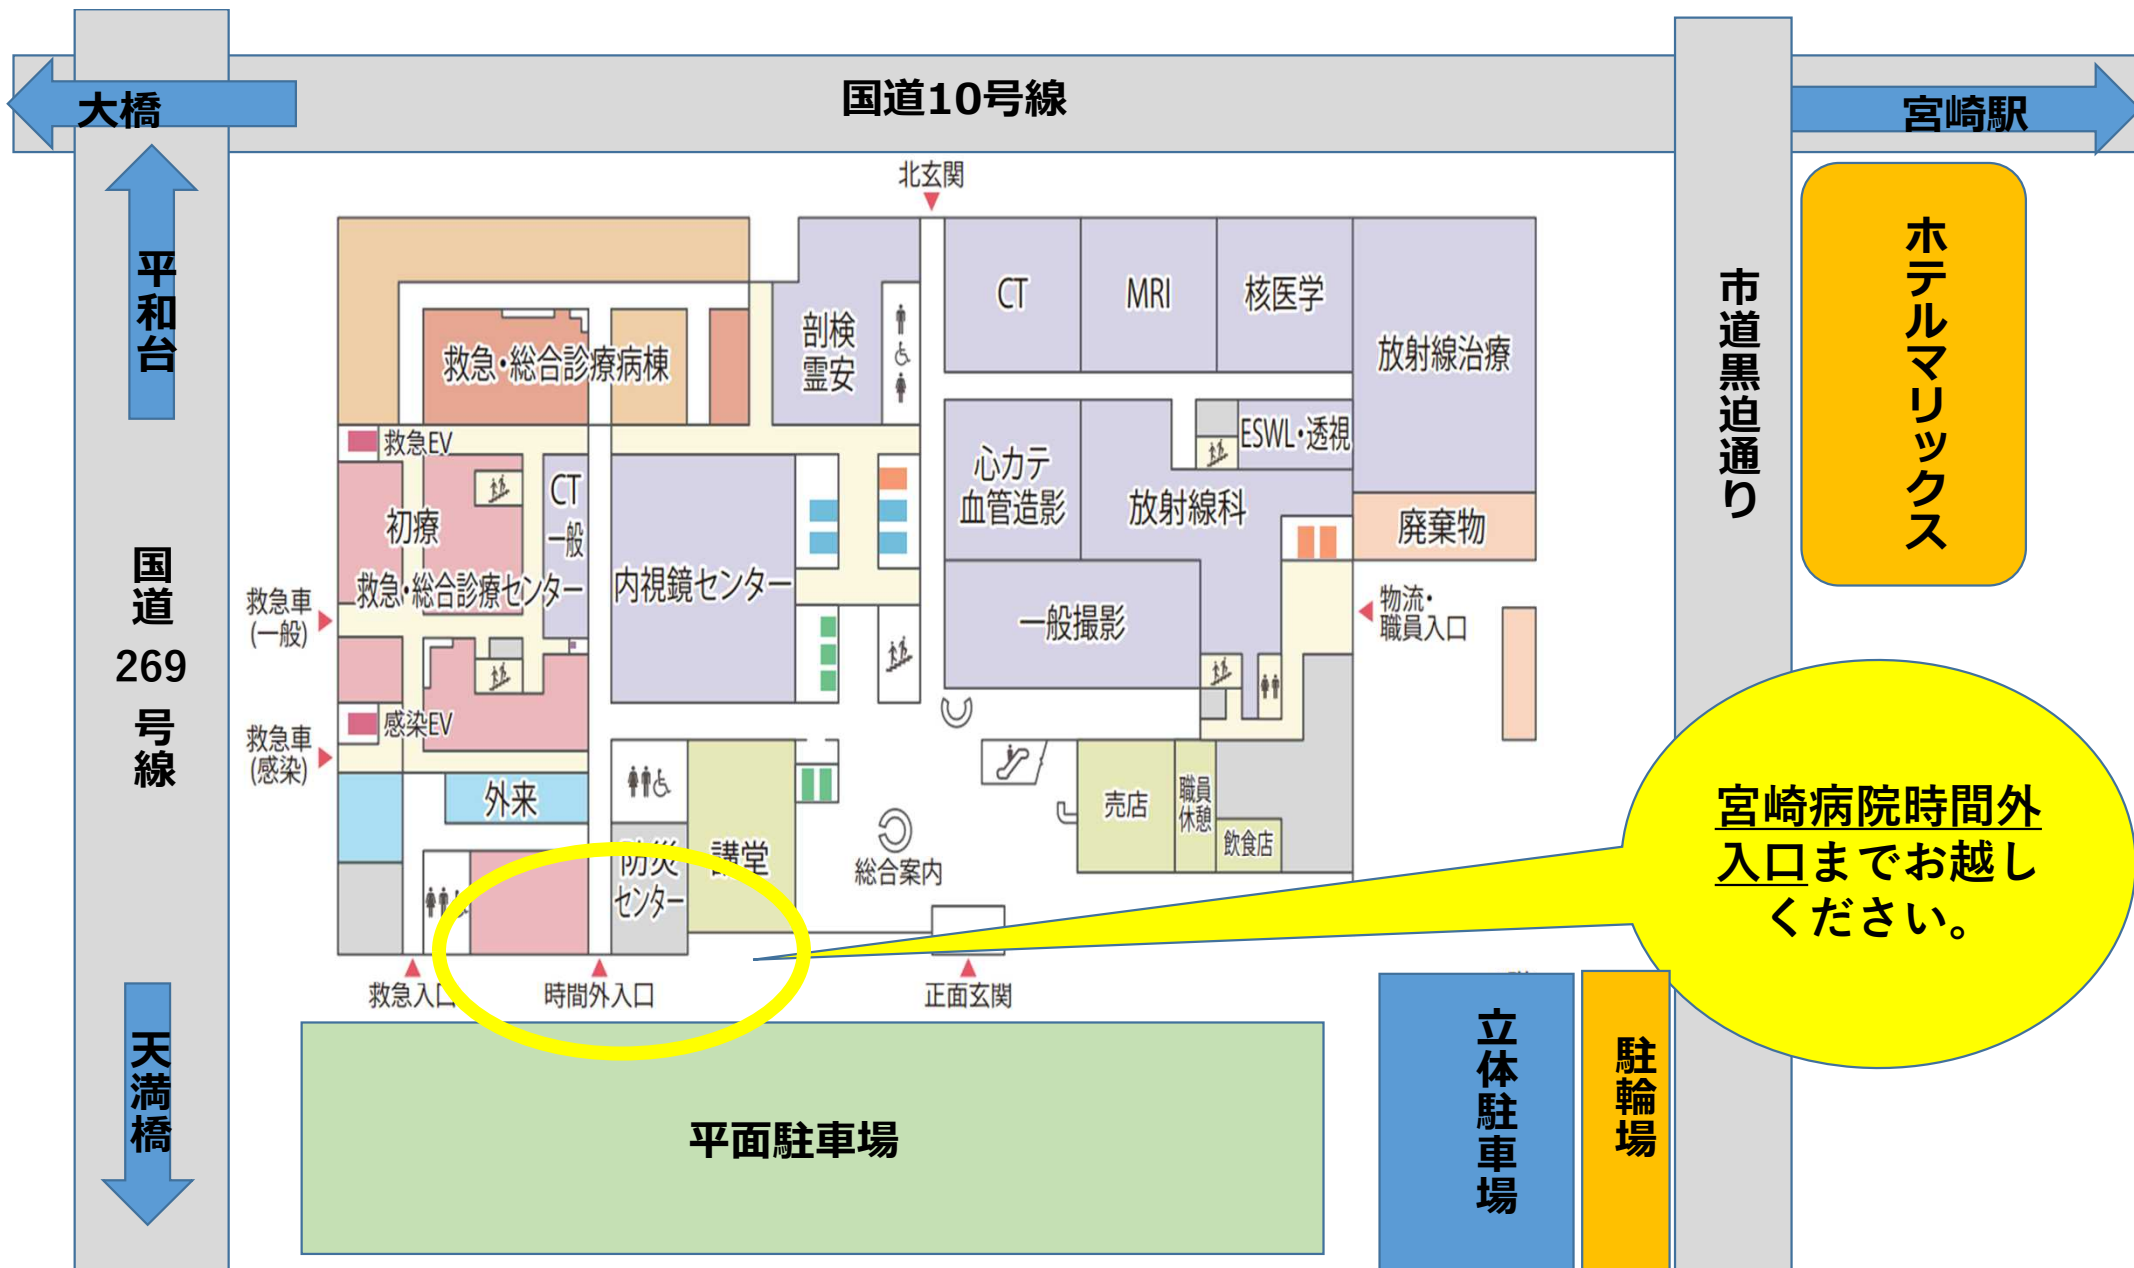 国道10号線
大橋
宮崎駅
平和台
国道269号線
天満橋
市道黒迫通り
ホテルマリックス
北玄関
CT
MRI
核医学
放射線治療
剖検
霊安
救急・総合診療病棟
救急EV
ESWL・透視
心カテ
血管造影
放射線科
廃棄物
初療
CT
一般
救急・総合診療センター
内視鏡センター
一般撮影
救急車
(一般)
物流・
職員入口
感染EV
救急車
(感染)
外来
売店
職員
休憩
飲食店
防災
センター
講堂
総合案内
宮崎病院時間外
入口までお越し
ください。
救急入口
時間外入口
正面玄関
平面駐車場
立体駐車場
駐輪場